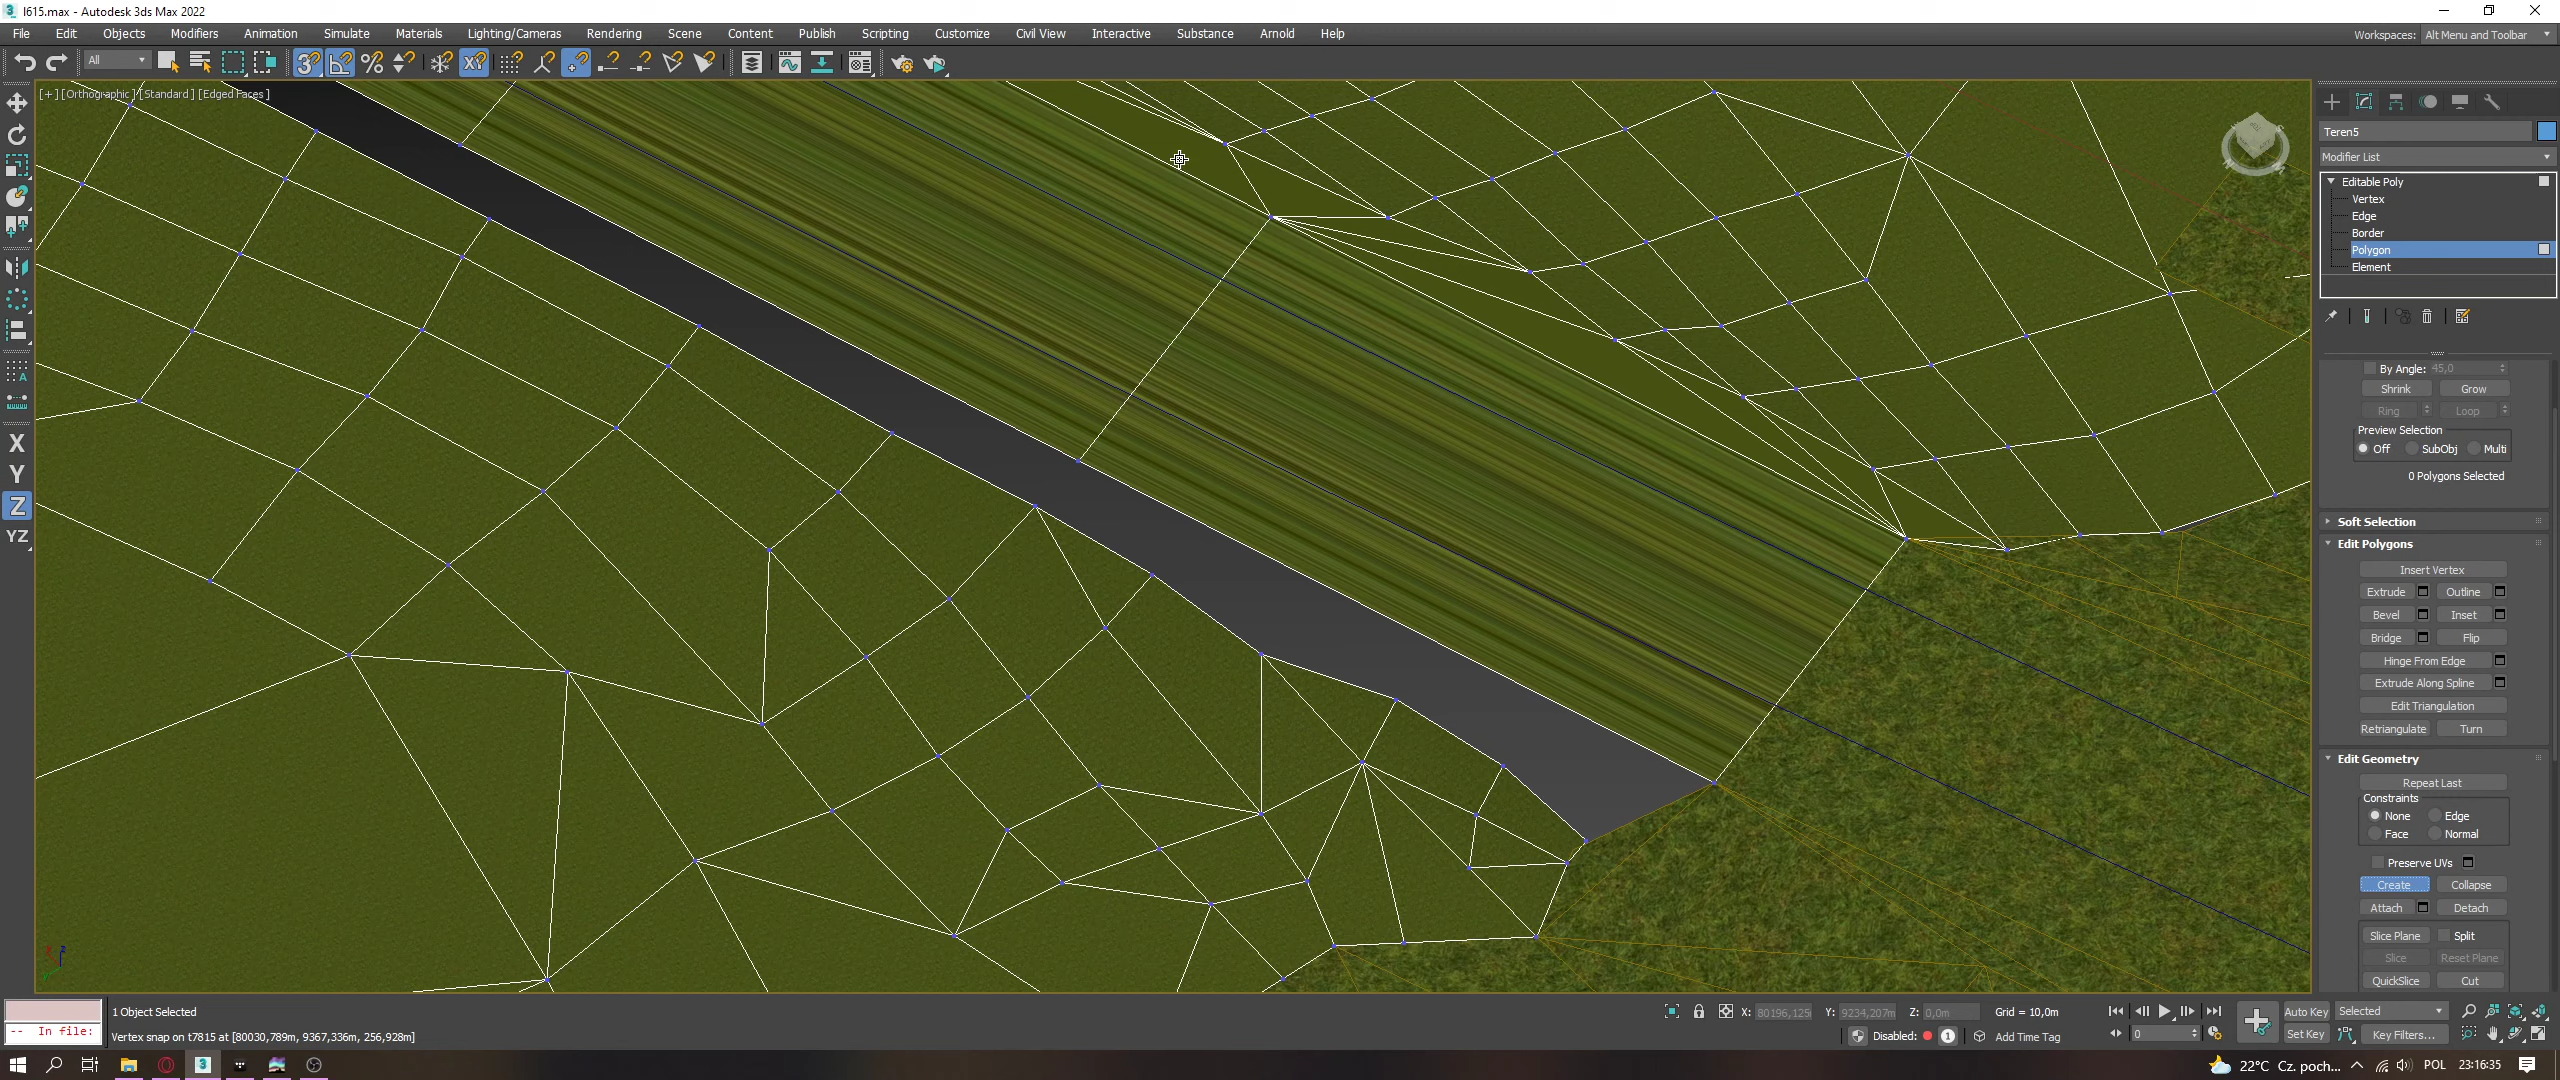 I615.max - Autodesk 3ds Max 2022
File Edit Objects Modifiers Animation Simulate Materials Lighting/Cameras Rendering Scene Content Publish Scripting Customize Civil View Interactive Substance Arnold Help
Workspaces: Alt Menu and Toolbar
All
[+] [Orthographic ] [Standard ] [Edged Faces ]
Teren5
Modifier List
Editable Poly
Vertex
Edge
Border
Polygon
Element
X
Y
Z
YZ
By Angle: 45,0
Shrink Grow
Ring Loop
Preview Selection
Off SubObj Multi
0 Polygons Selected
Soft Selection
Edit Polygons
Insert Vertex
Extrude Outline
Bevel Inset
Bridge Flip
Hinge From Edge
Extrude Along Spline
Edit Triangulation
Retriangulate Turn
Edit Geometry
Repeat Last
Constraints
None Edge
Face Normal
Preserve UVs
Create Collapse
Attach Detach
Slice Plane Split
Slice Reset Plane
QuickSlice Cut
1 Object Selected
-- In file:
Vertex snap on t7815 at [80030,789m, 9367,336m, 256,928m]
X: 80196,125 Y: 9234,207m Z: 0,0m Grid = 10,0m
Disabled: 1 Add Time Tag
0
Auto Key Selected
Set Key Key Filters...
22°C Cz. poch... POL 23:16:35